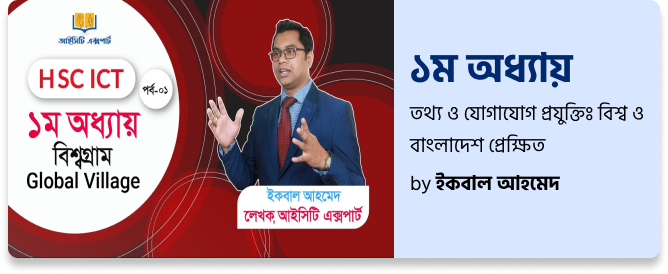 আইসিটি এক্সপার্ট
HSC ICT
পর্ব-০১
১ম অধ্যায়
বিশ্বগ্রাম
Global Village
ইকবাল আহমেদ
লেখক, আইসিটি এক্সপার্ট
১ম অধ্যায়
তথ্য ও যোগাযোগ প্রযুক্তিঃ বিশ্ব ও
বাংলাদেশ প্রেক্ষিত
by ইকবাল আহমেদ